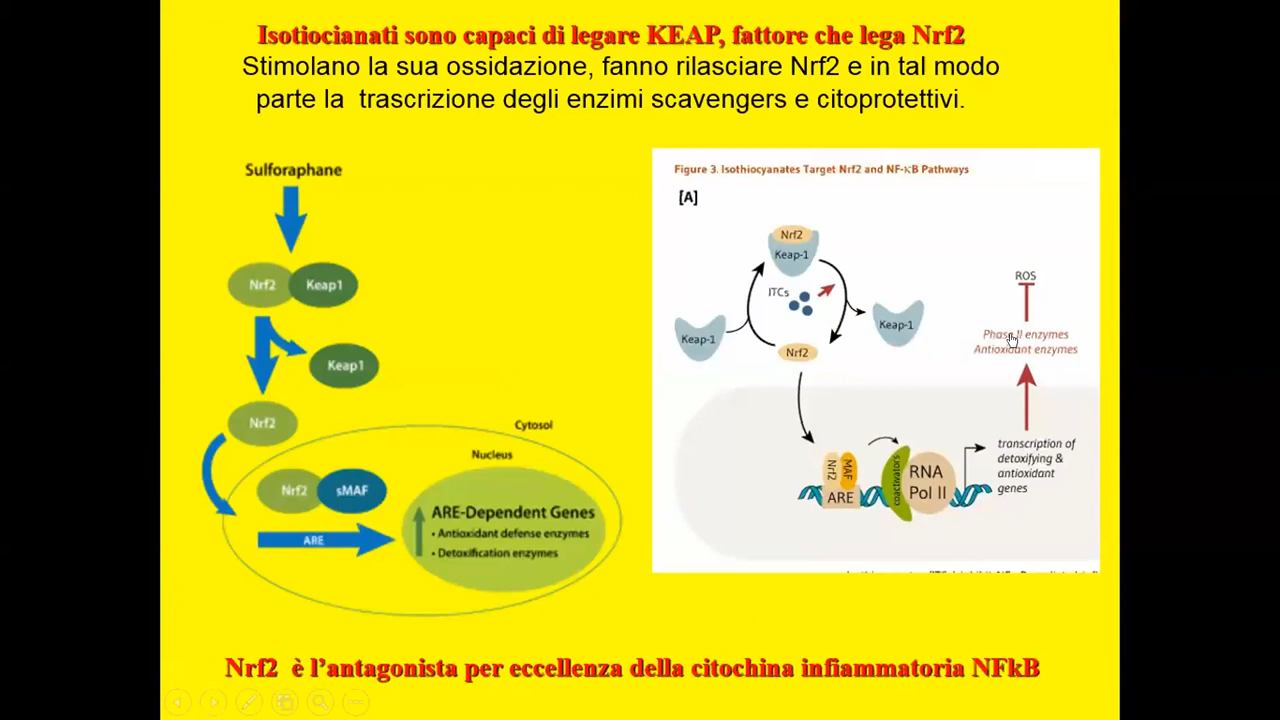 Isotiocianati sono capaci di legare KEAP, fattore che lega Nrf2
Stimolano la sua ossidazione, fanno rilasciare Nrf2 e in tal modo
parte la trascrizione degli enzimi scavengers e citoprotettivi.
Sulforaphane
Nrf2
Keap1
Keap1
Nrf2
Cytosol
Nucleus
Nrf2
sMAF
ARE
ARE-Dependent Genes
• Antioxidant defense enzymes
• Detoxification enzymes
Figure 3. Isothiocyanates Target Nrf2 and NF-κB Pathways
[A]
Nrf2
Keap-1
ITCs
Keap-1
Keap-1
Nrf2
ROS
Phase II enzymes
Antioxidant enzymes
transcription of
detoxifying &
antioxidant
genes
Nrf2
MAF
ARE
coactivators
RNA
Pol II
Nrf2 è l’antagonista per eccellenza della citochina infiammatoria NFkB